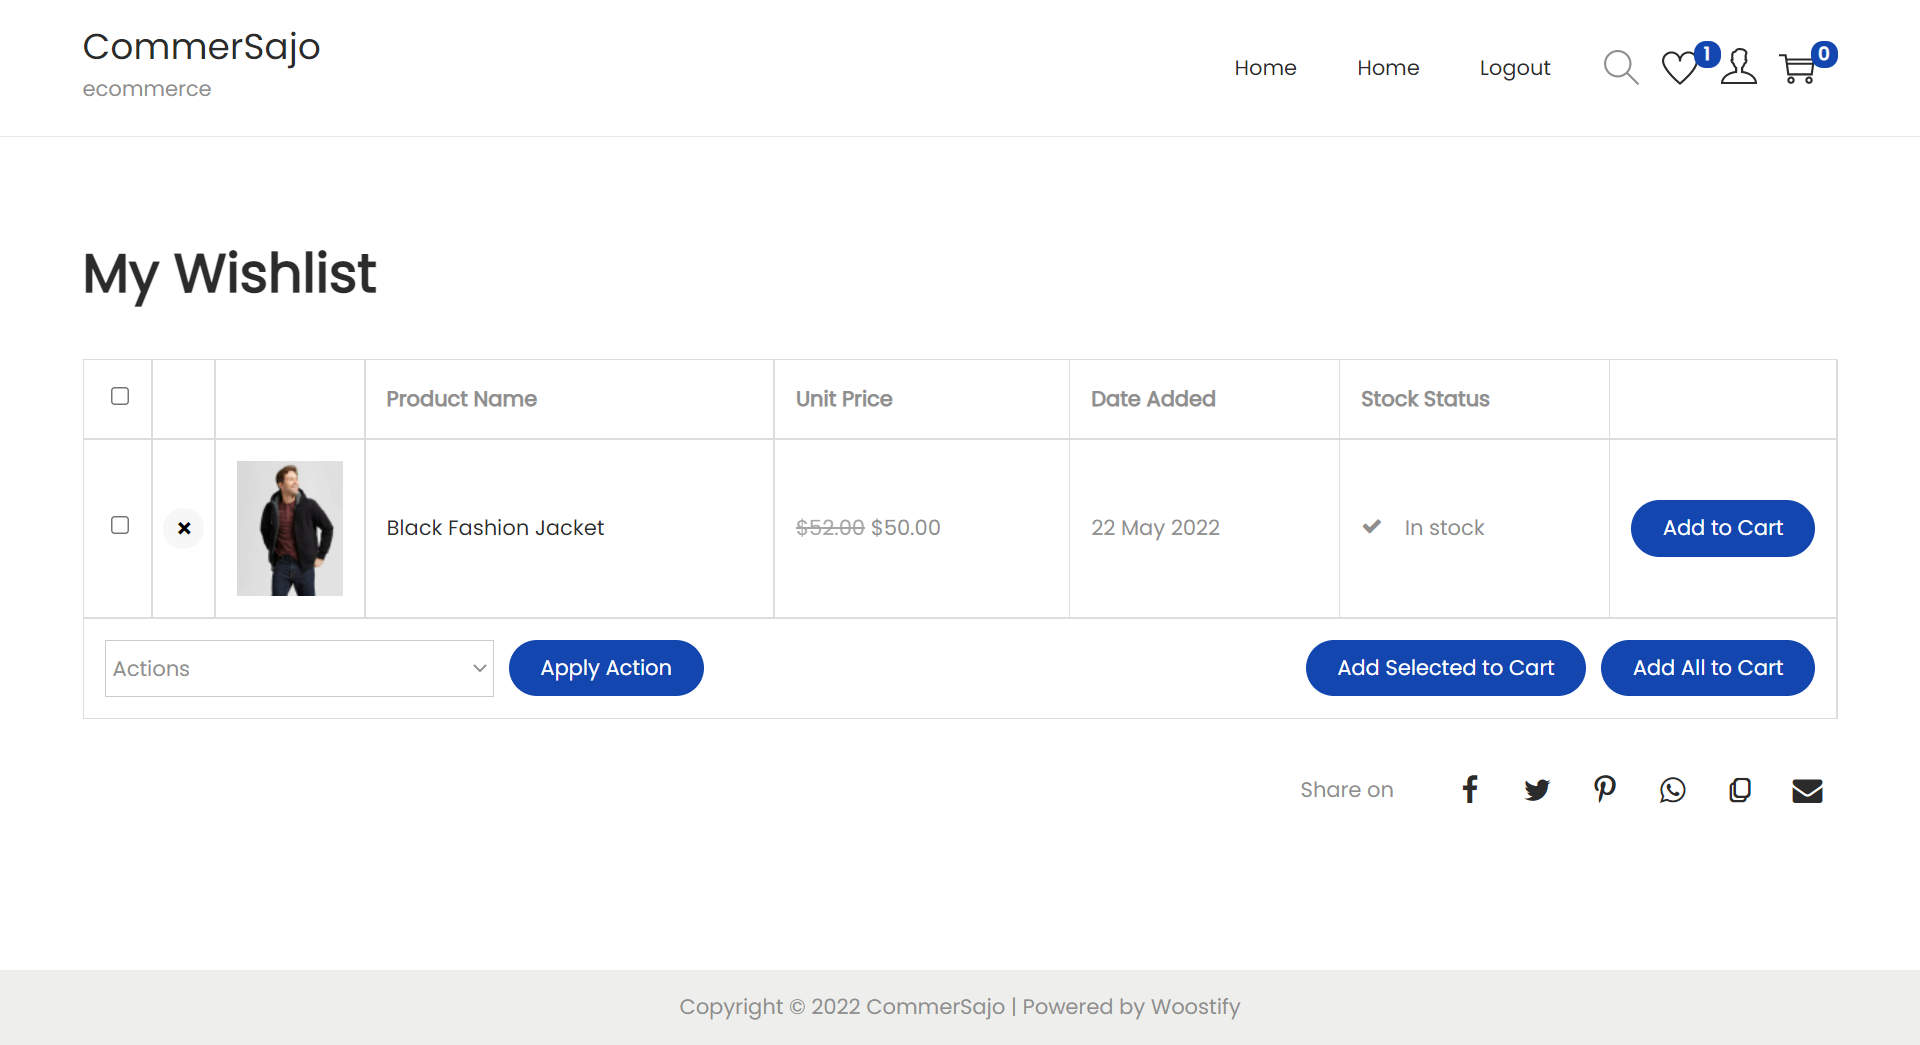 CommerSajo
ecommerce
Home Home Logout 1 0
My Wishlist
Product Name Unit Price Date Added Stock Status
Black Fashion Jacket $52.00 $50.00 22 May 2022 In stock Add to Cart
Actions Apply Action Add Selected to Cart Add All to Cart
Share on
Copyright © 2022 CommerSajo | Powered by Woostify